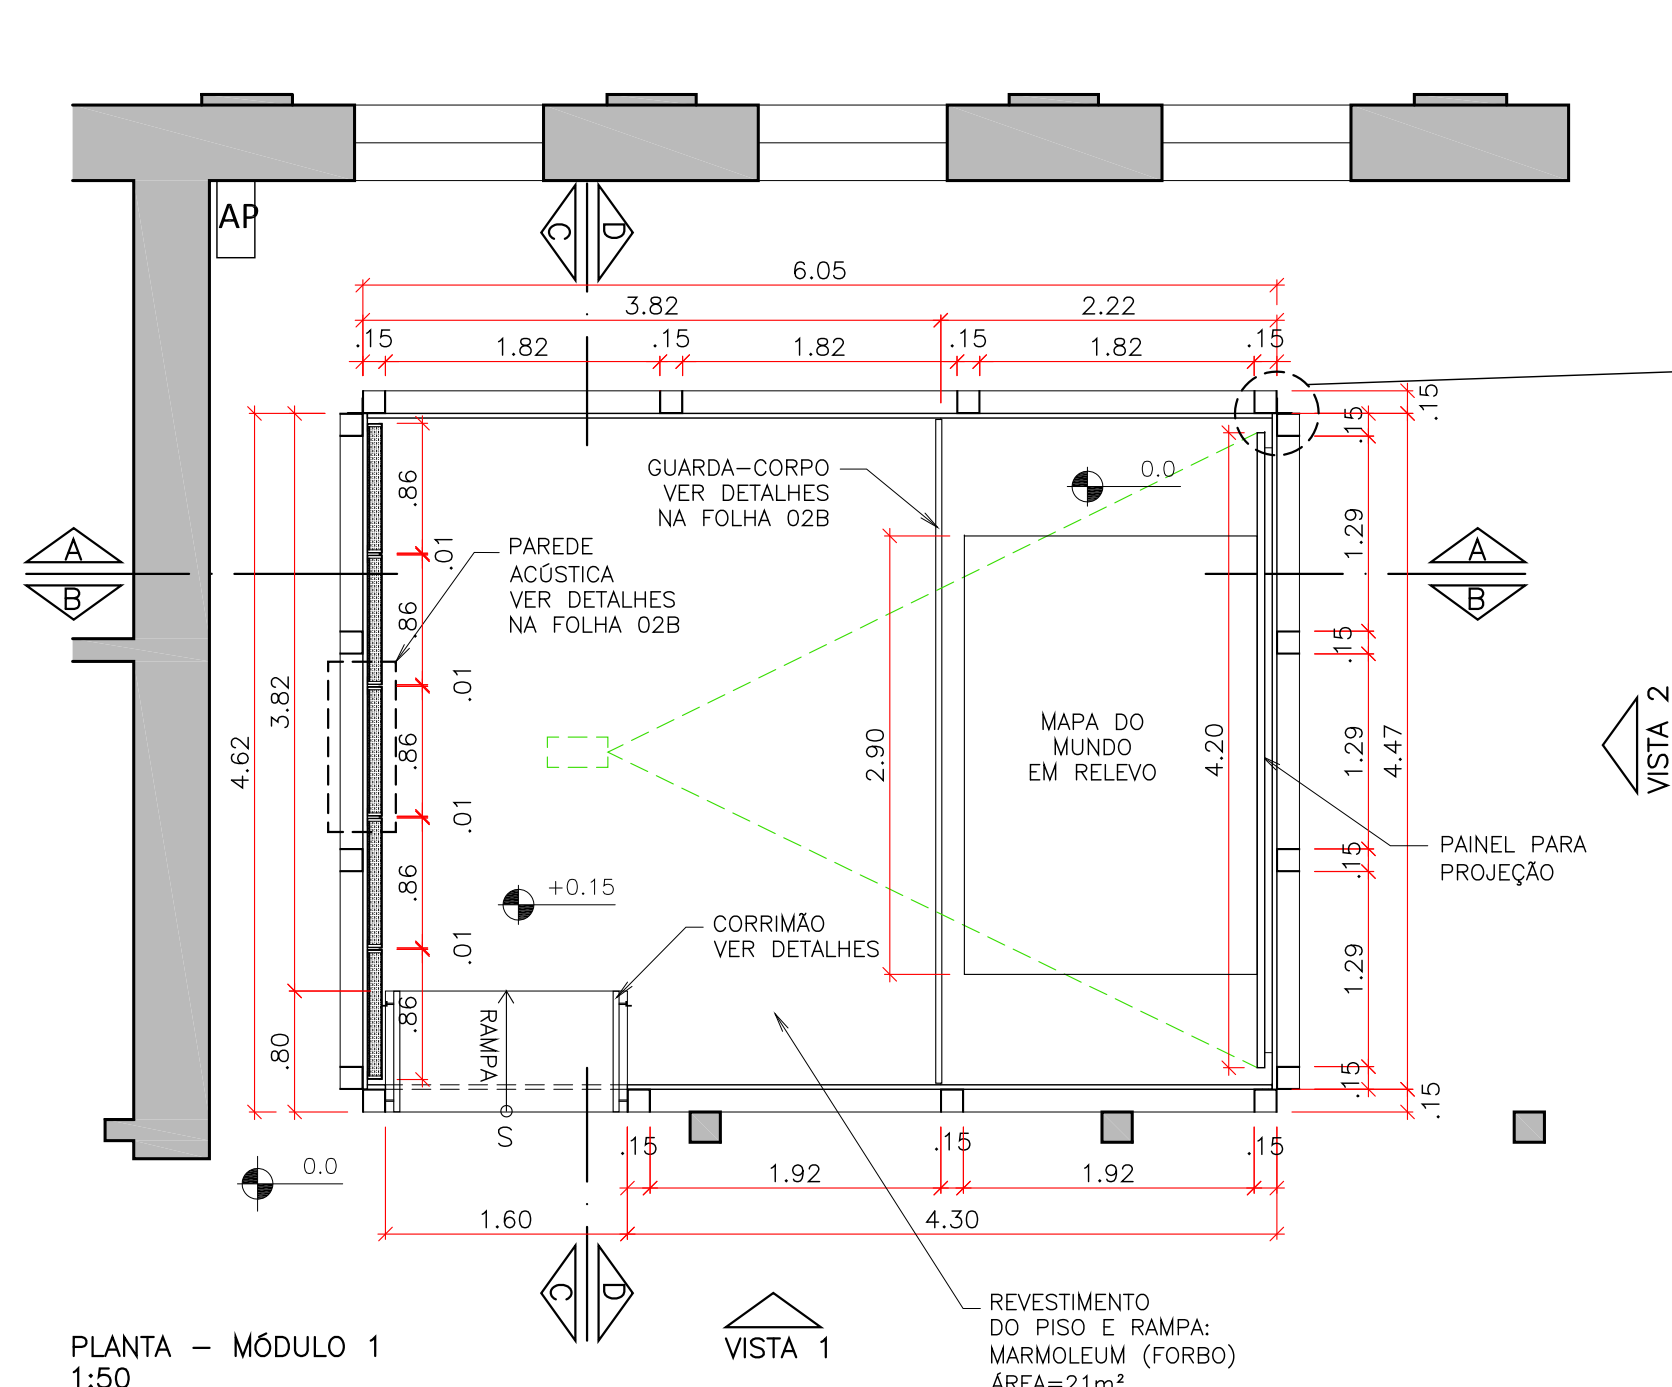 AP
C
D
6.05
3.82
2.22
.15
.15
.15
.15
1.82
1.82
1.82
.15
.15
GUARDA-CORPO
VER DETALHES
NA FOLHA 02B
0.0
.86
.01
PAREDE
ACÚSTICA
VER DETALHES
NA FOLHA 02B
A
B
A
B
1.29
.86
.15
3.82
4.62
.01
.86
2.90
MAPA DO
MUNDO
EM RELEVO
4.20
1.29
4.47
VISTA 2
.01
PAINEL PARA
PROJEÇÃO
.15
.86
+0.15
CORRIMÃO
VER DETALHES
.01
1.29
.86
RAMPA
.80
.15
.15
S
0.0
.15
.15
.15
1.92
1.92
1.60
4.30
C
D
VISTA 1
REVESTIMENTO
DO PISO E RAMPA:
MARMOLEUM (FORBO)
ÁREA=21m²
PLANTA – MÓDULO 1
1:50